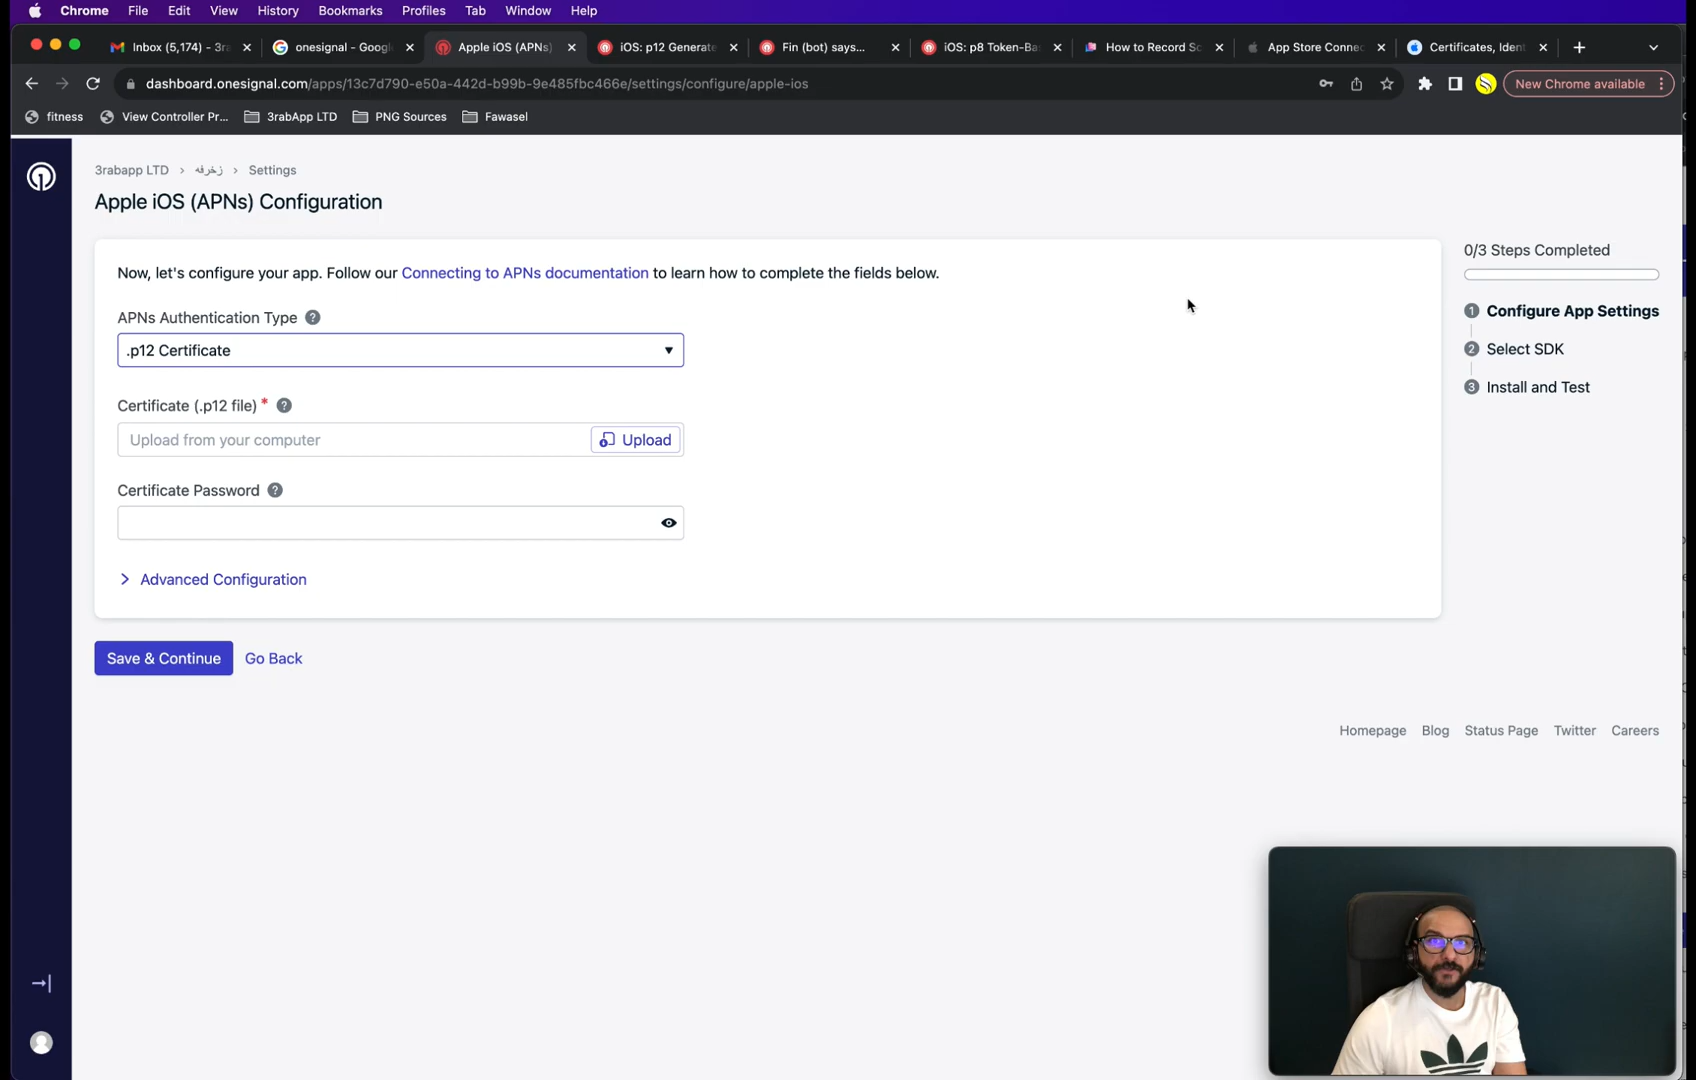 Chrome File Edit View History Bookmarks Profiles Tab Window Help
Inbox (5,174) - 3ra onesignal - Googl Apple iOS (APNs) iOS: p12 Generate Fin (bot) says... iOS: p8 Token-Ba How to Record Sc App Store Connec Certificates, Ident
dashboard.onesignal.com/apps/13c7d790-e50a-442d-b99b-9e485fbc466e/settings/configure/apple-ios New Chrome available
fitness View Controller Pr... 3rabApp LTD PNG Sources Fawasel
3rabapp LTD › زخرفه › Settings
Apple iOS (APNs) Configuration
Now, let's configure your app. Follow our Connecting to APNs documentation to learn how to complete the fields below.
APNs Authentication Type ?
.p12 Certificate
Certificate (.p12 file) * ?
Upload from your computer Upload
Certificate Password ?
Advanced Configuration
Save & Continue Go Back
0/3 Steps Completed
1 Configure App Settings
2 Select SDK
3 Install and Test
Homepage Blog Status Page Twitter Careers